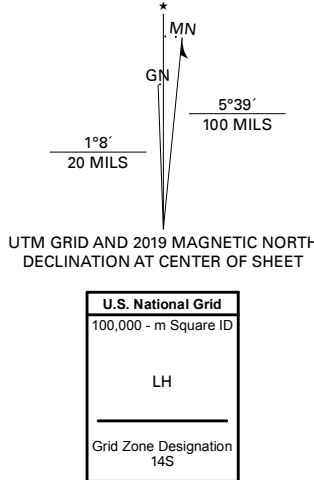 ★
MN
GN
5°39´
100 MILS
1°8´
20 MILS
UTM GRID AND 2019 MAGNETIC NORTH
DECLINATION AT CENTER OF SHEET
U.S. National Grid
100,000 - m Square ID
LH
Grid Zone Designation
14S